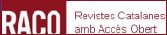 RACO
Revistes Catalanes
amb Accés Obert